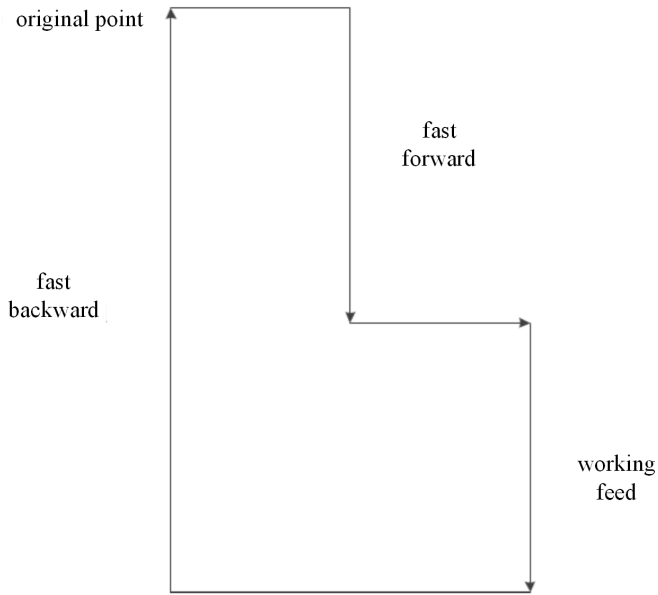 original point
fast
forward
fast
backward
working
feed